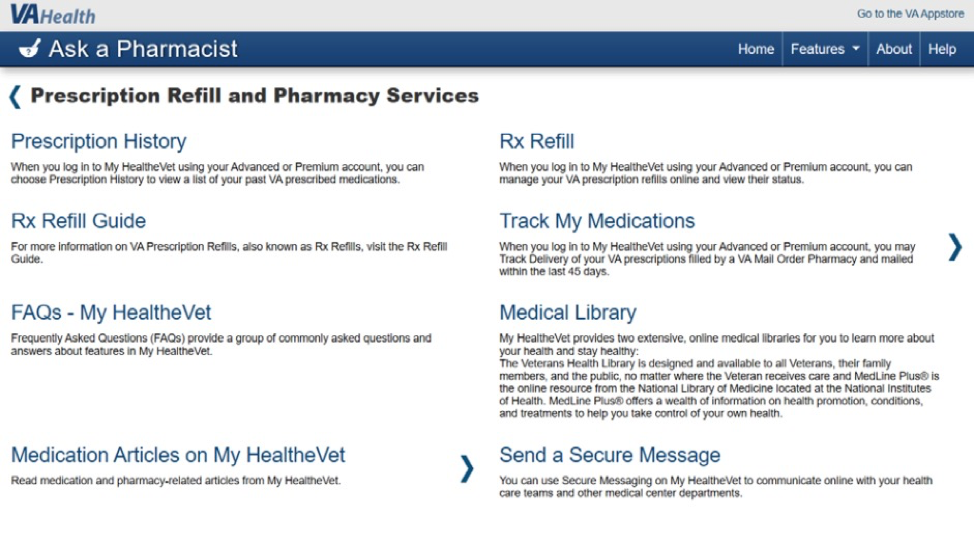 VAHealth
Go to the VA Appstore
Ask a Pharmacist
Home
Features
About
Help
Prescription Refill and Pharmacy Services
Prescription History
When you log in to My HealtheVet using your Advanced or Premium account, you can
choose Prescription History to view a list of your past VA prescribed medications.
Rx Refill
When you log in to My HealtheVet using your Advanced or Premium account, you can
manage your VA prescription refills online and view their status.
Rx Refill Guide
For more information on VA Prescription Refills, also known as Rx Refills, visit the Rx Refill
Guide.
Track My Medications
When you log in to My HealtheVet using your Advanced or Premium account, you may
Track Delivery of your VA prescriptions filled by a VA Mail Order Pharmacy and mailed
within the last 45 days.
FAQs - My HealtheVet
Frequently Asked Questions (FAQs) provide a group of commonly asked questions and
answers about features in My HealtheVet.
Medical Library
My HealtheVet provides two extensive, online medical libraries for you to learn more about
your health and stay healthy:
The Veterans Health Library is designed and available to all Veterans, their family
members, and the public, no matter where the Veteran receives care and MedLine Plus® is
the online resource from the National Library of Medicine located at the National Institutes
of Health. MedLine Plus® offers a wealth of information on health promotion, conditions,
and treatments to help you take control of your own health.
Medication Articles on My HealtheVet
Read medication and pharmacy-related articles from My HealtheVet.
Send a Secure Message
You can use Secure Messaging on My HealtheVet to communicate online with your health
care teams and other medical center departments.